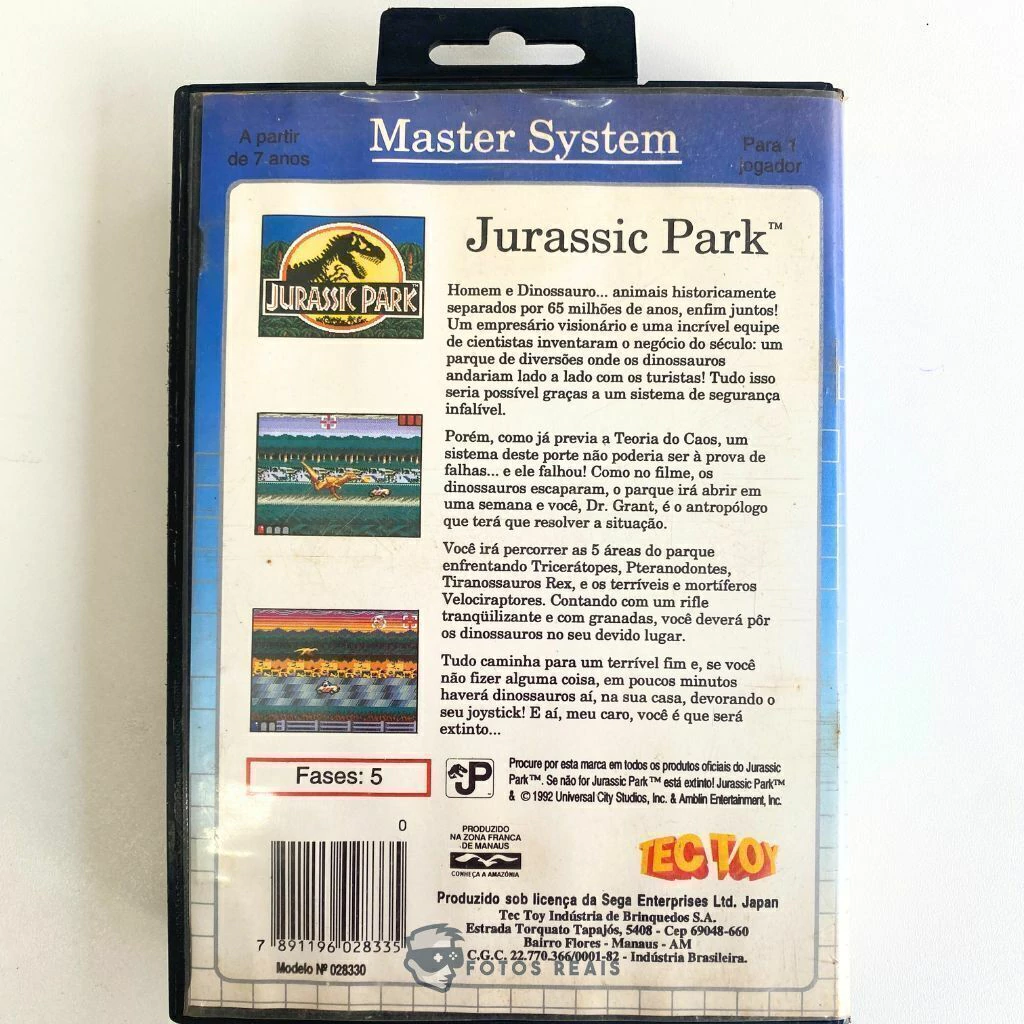 A partir
de 7 anos
Master System
Para 1
jogador
JURASSIC PARK
Jurassic Park™
Homem e Dinossauro... animais historicamente
separados por 65 milhões de anos, enfim juntos!
Um empresário visionário e uma incrível equipe
de cientistas inventaram o negócio do século: um
parque de diversões onde os dinossauros
andariam lado a lado com os turistas! Tudo isso
seria possível graças a um sistema de segurança
infalível.
Porém, como já previa a Teoria do Caos, um
sistema deste porte não poderia ser à prova de
falhas... e ele falhou! Como no filme, os
dinossauros escaparam, o parque irá abrir em
uma semana e você, Dr. Grant, é o antropólogo
que terá que resolver a situação.
Você irá percorrer as 5 áreas do parque
enfrentando Tricerátopes, Pteranodontes,
Tiranossauros Rex, e os terríveis e mortíferos
Velociraptores. Contando com um rifle
tranqüilizante e com granadas, você deverá pôr
os dinossauros no seu devido lugar.
Tudo caminha para um terrível fim e, se você
não fizer alguma coisa, em poucos minutos
haverá dinossauros aí, na sua casa, devorando o
seu joystick! E aí, meu caro, você é que será
extinto...
Fases: 5
JP
Procure por esta marca em todos os produtos oficiais do Jurassic
Park™. Se não for Jurassic Park™ está extinto! Jurassic Park™
& © 1992 Universal City Studios, Inc. & Amblin Entertainment, Inc.
0
7 891196 028335
Modelo Nº 028330
PRODUZIDO
NA ZONA FRANCA
DE MANAUS
CONHEÇA A AMAZÔNIA
TEC TOY
Produzido sob licença da Sega Enterprises Ltd. Japan
Tec Toy Indústria de Brinquedos S.A.
Estrada Torquato Tapajós, 5408 - Cep 69048-660
Bairro Flores - Manaus - AM
C.G.C. 22.770.366/0001-82 - Indústria Brasileira.
FOTOS REAIS